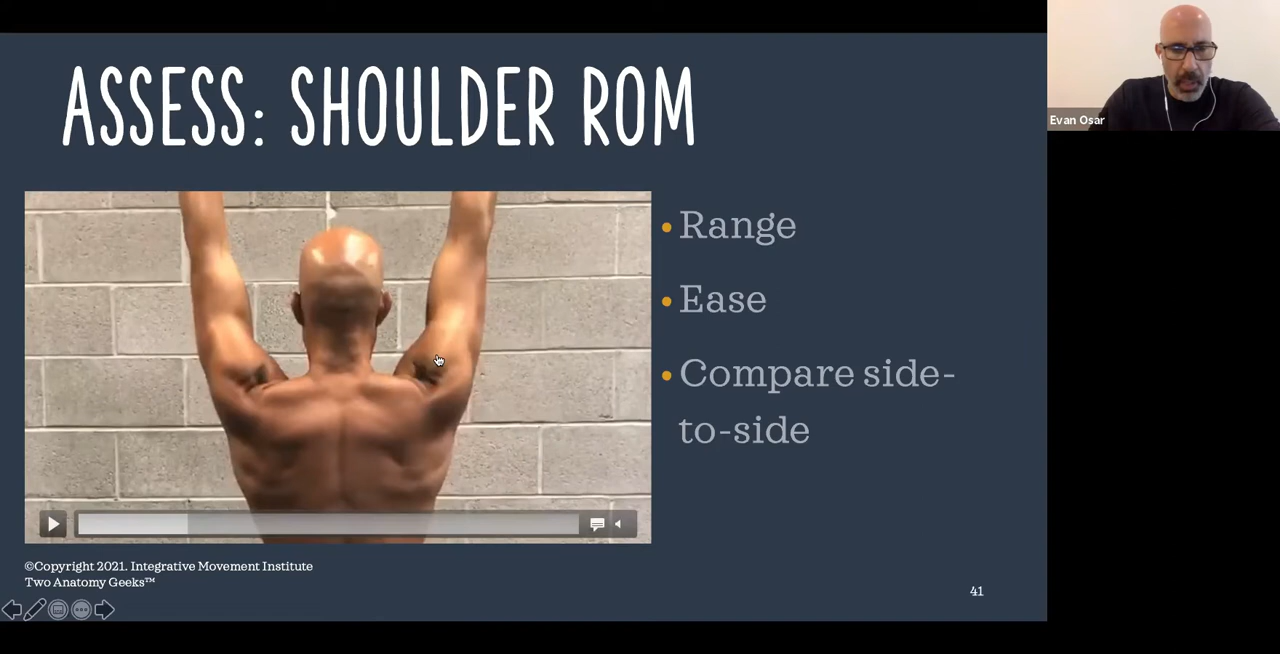 ASSESS: SHOULDER ROM
Evan Osar
• Range
• Ease
• Compare side-
to-side
©Copyright 2021. Integrative Movement Institute
Two Anatomy Geeks™
41